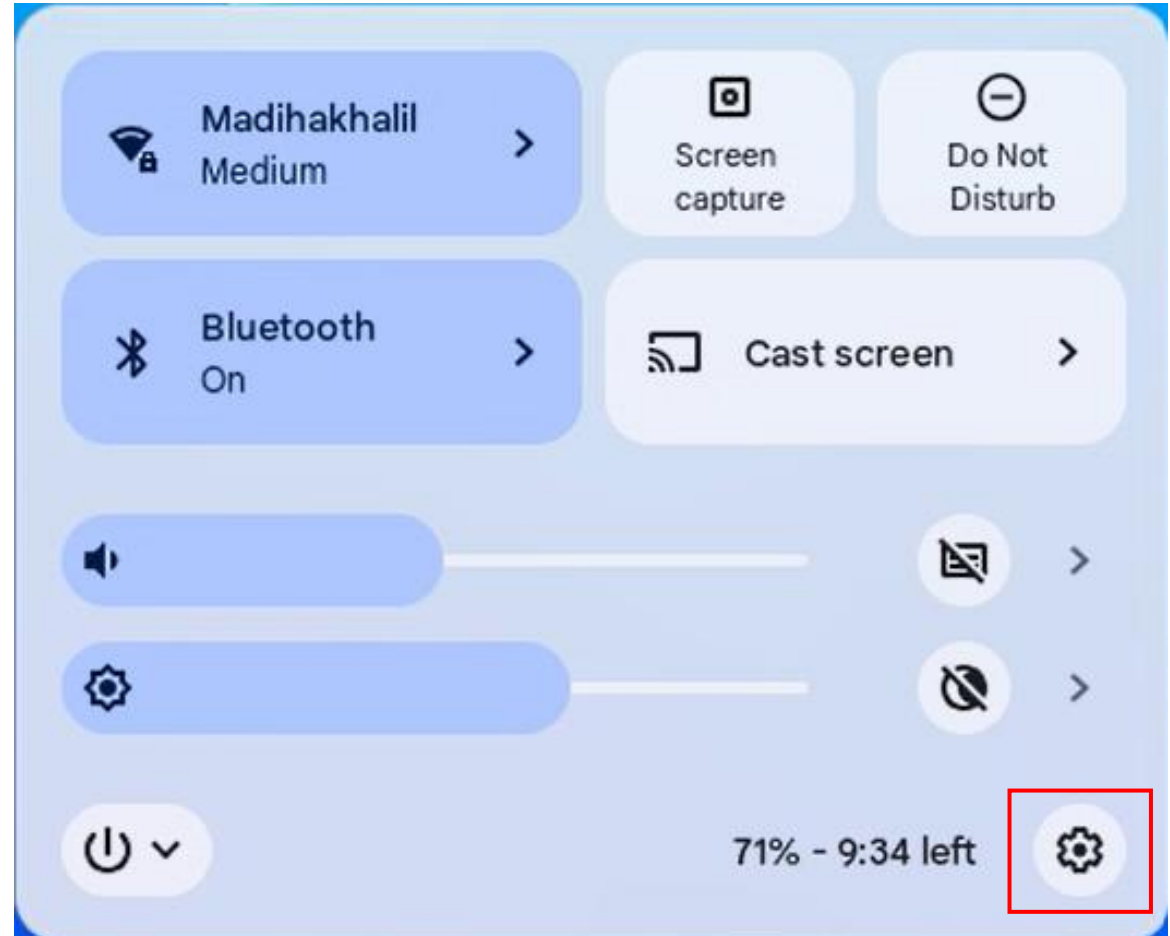 Madihakhalil
Medium
Screen
capture
Do Not
Disturb
Bluetooth
On
Cast screen
71% - 9:34 left